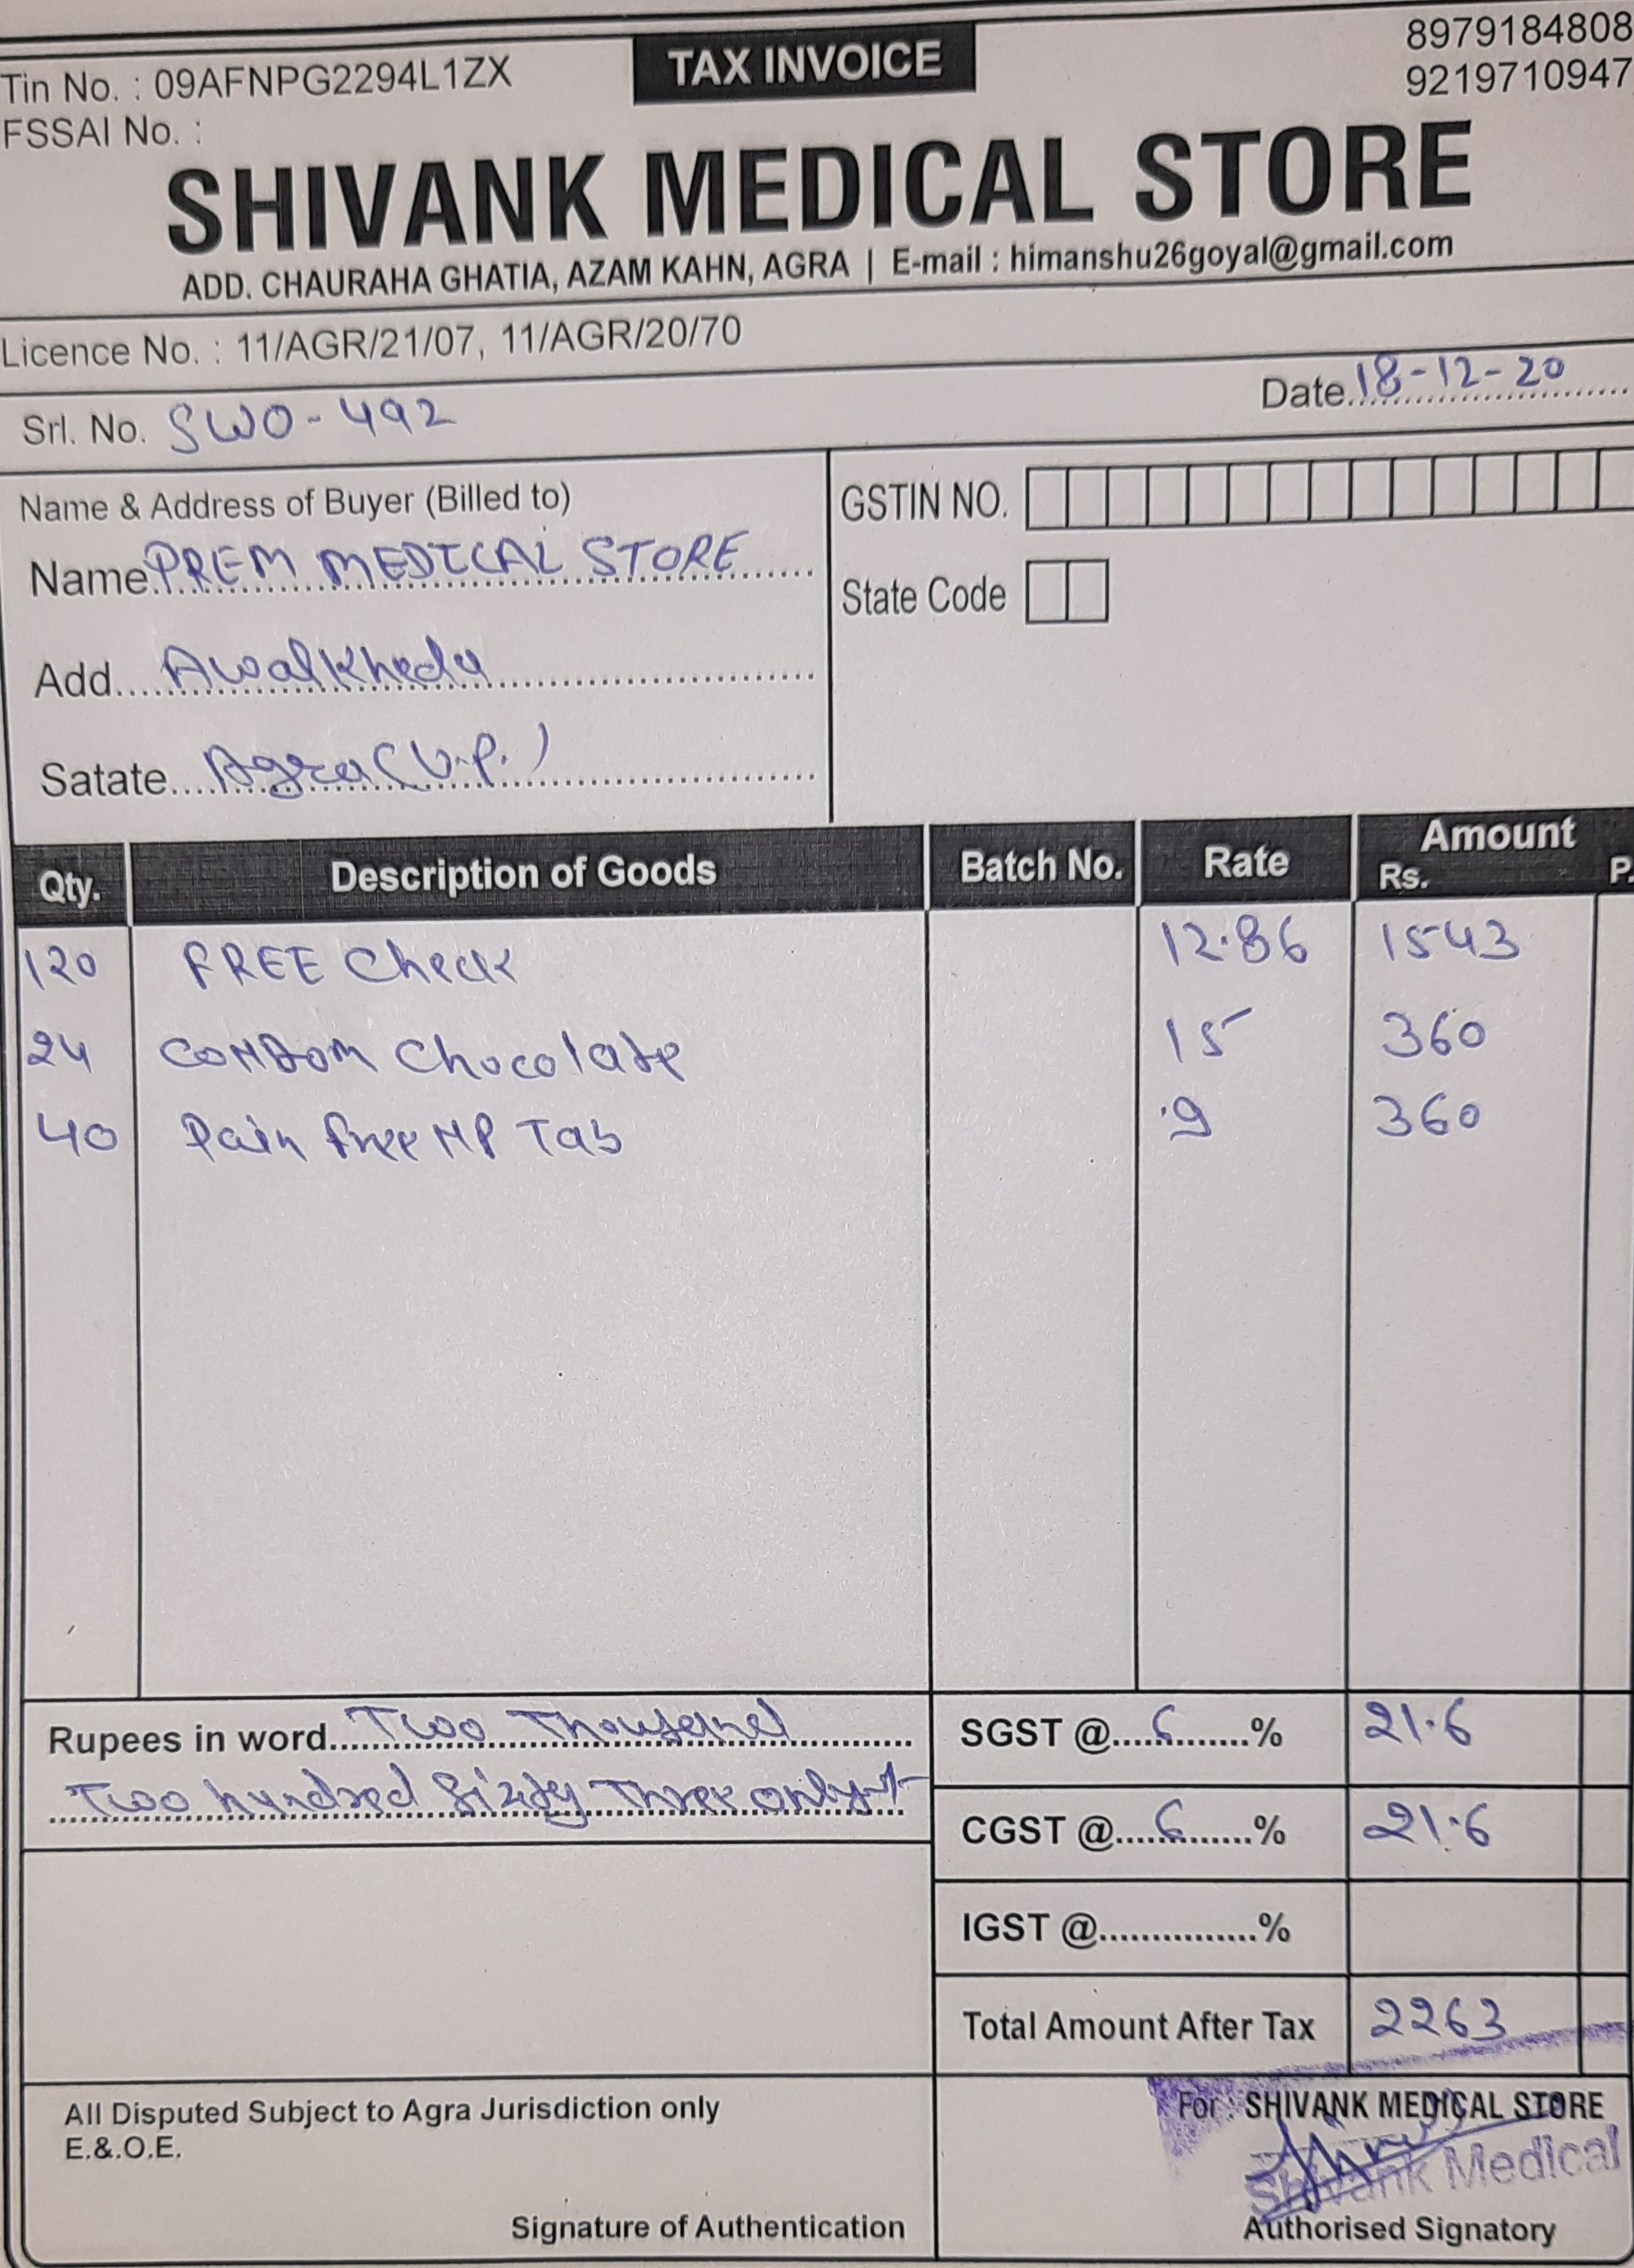 Tin No. : 09AFNPG2294L1ZX
TAX INVOICE
8979184808
9219710947
FSSAI No. :
SHIVANK MEDICAL STORE
ADD. CHAURAHA GHATIA, AZAM KAHN, AGRA | E-mail : himanshu26goyal@gmail.com
Licence No. : 11/AGR/21/07, 11/AGR/20/70
Srl. No. SWO-492
Date 18-12-20
Name & Address of Buyer (Billed to)
Name PREM MEDICAL STORE
Add. Awalkheda
Satate Agra (U.P.)
GSTIN NO.
State Code
Qty. Description of Goods Batch No. Rate Amount Rs. P.
120 FREE Check 12.86 1543
24 CONDOM Chocolate 15 360
40 Pain free NP Tab 9 360
Rupees in word Two Thousand
Two hundred Sixty Three only
SGST @ 6 % 21.6
CGST @ 6 % 21.6
IGST @ %
Total Amount After Tax 2263
All Disputed Subject to Agra Jurisdiction only
E.&.O.E.
Signature of Authentication
For : SHIVANK MEDICAL STORE
Shivank Medical
Authorised Signatory